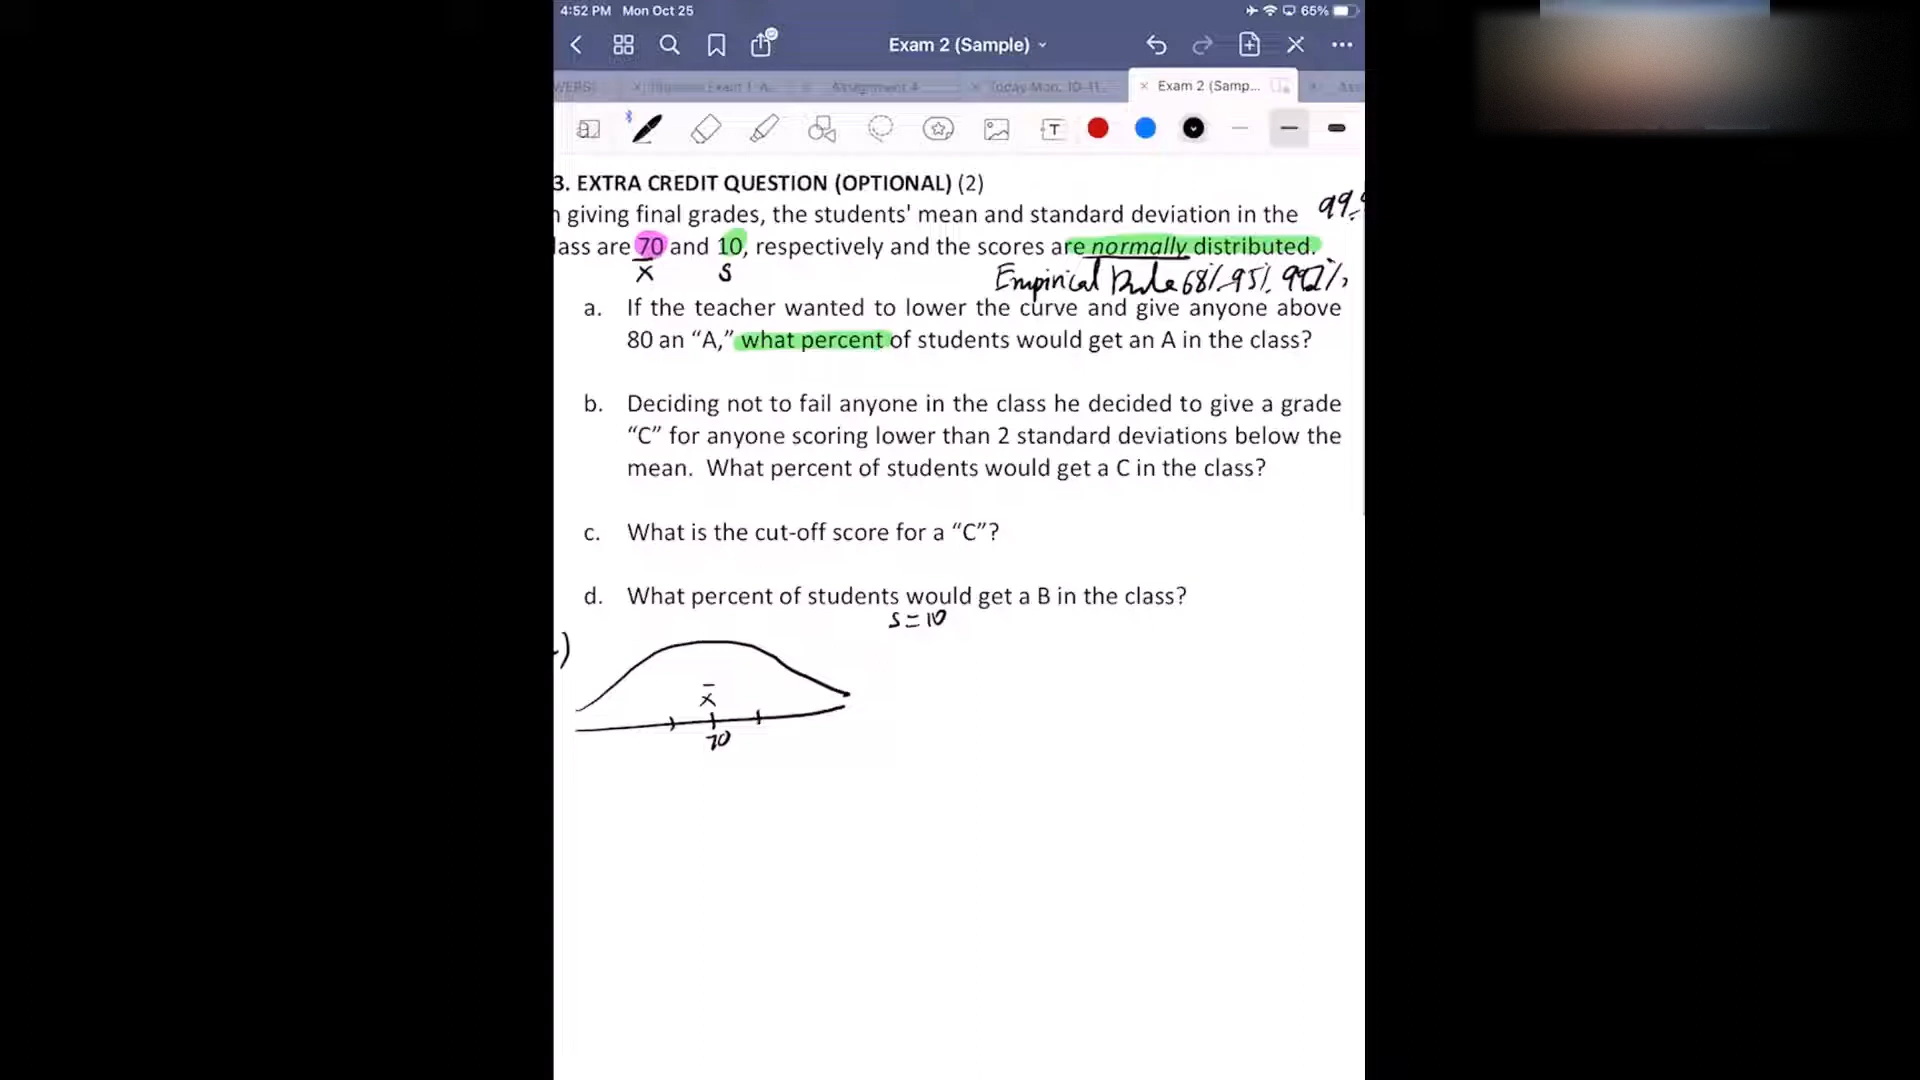 4:52 PM Mon Oct 25
65%
Exam 2 (Sample)
Assignment 4
Today Mon. 10-11...
Exam 2 (Samp...
T
3. EXTRA CREDIT QUESTION (OPTIONAL) (2)
giving final grades, the students' mean and standard deviation in the
lass are 70 and 10, respectively and the scores are normally distributed.
x̄ s Empirical Rule 68% 95%
a. If the teacher wanted to lower the curve and give anyone above
80 an “A,” what percent of students would get an A in the class?
b. Deciding not to fail anyone in the class he decided to give a grade
“C” for anyone scoring lower than 2 standard deviations below the
mean. What percent of students would get a C in the class?
c. What is the cut-off score for a “C”?
d. What percent of students would get a B in the class?
s = 10
x̄
70